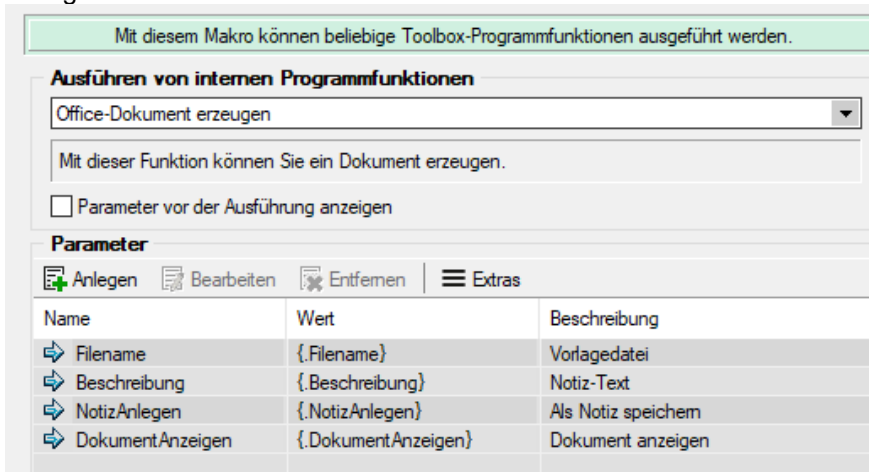 Mit diesem Makro können beliebige Toolbox-Programmfunktionen ausgeführt werden.
Ausführen von internen Programmfunktionen
Office-Dokument erzeugen
Mit dieser Funktion können Sie ein Dokument erzeugen.
Parameter vor der Ausführung anzeigen
Parameter
Anlegen Bearbeiten Entfernen Extras
Name Wert Beschreibung
Filename {.Filename} Vorlagedatei
Beschreibung {.Beschreibung} Notiz-Text
NotizAnlegen {.NotizAnlegen} Als Notiz speichern
DokumentAnzeigen {.DokumentAnzeigen} Dokument anzeigen